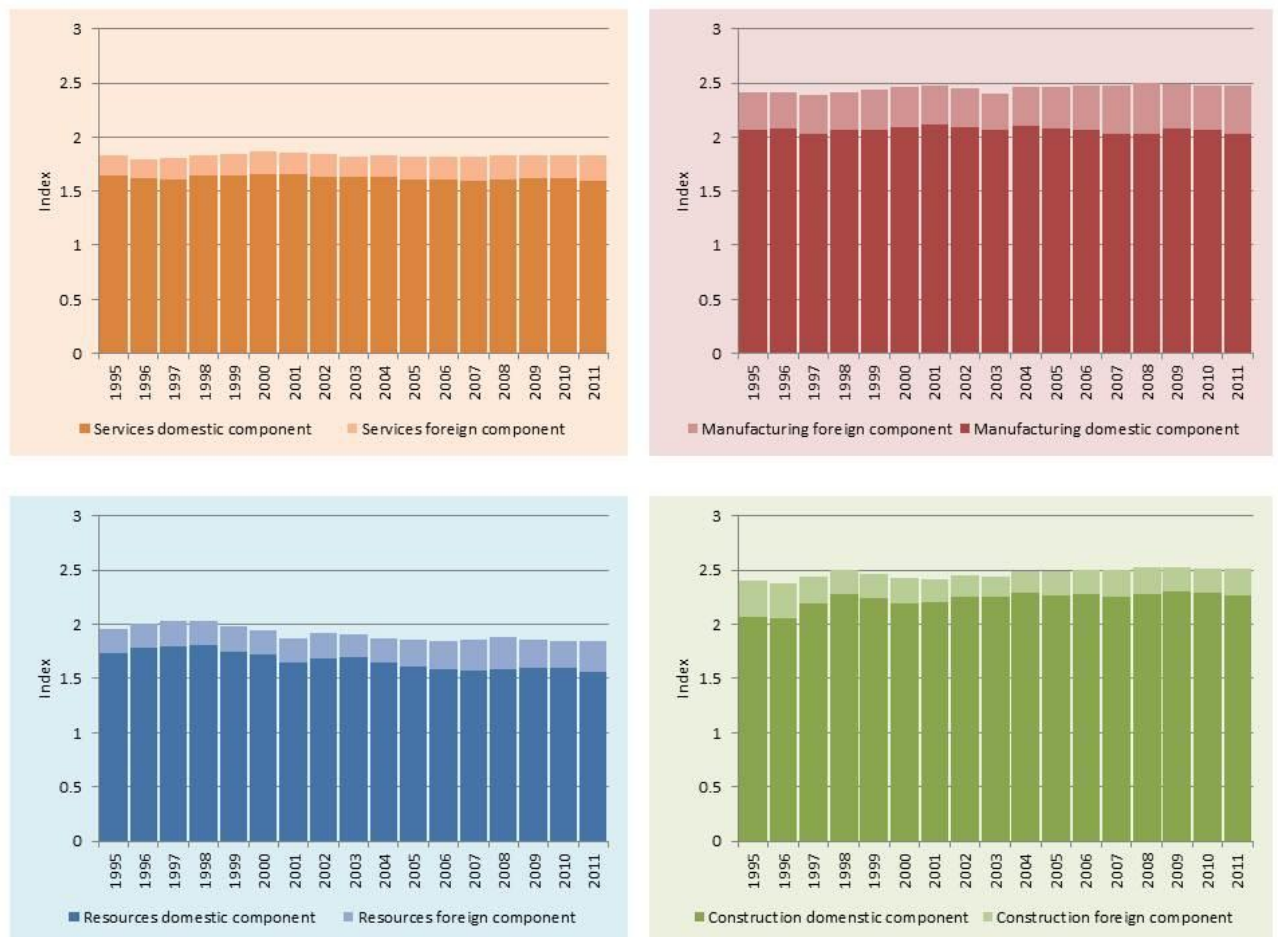 3
2.5
2
1.5
1
0.5
0
Index
1995 1996 1997 1998 1999 2000 2001 2002 2003 2004 2005 2006 2007 2008 2009 2010 2011
Services domestic component Services foreign component
3
2.5
2
1.5
1
0.5
0
Index
1995 1996 1997 1998 1999 2000 2001 2002 2003 2004 2005 2006 2007 2008 2009 2010 2011
Manufacturing foreign component Manufacturing domestic component
3
2.5
2
1.5
1
0.5
0
Index
1995 1996 1997 1998 1999 2000 2001 2002 2003 2004 2005 2006 2007 2008 2009 2010 2011
Resources domestic component Resources foreign component
3
2.5
2
1.5
1
0.5
0
Index
1995 1996 1997 1998 1999 2000 2001 2002 2003 2004 2005 2006 2007 2008 2009 2010 2011
Construction domenstic component Construction foreign component